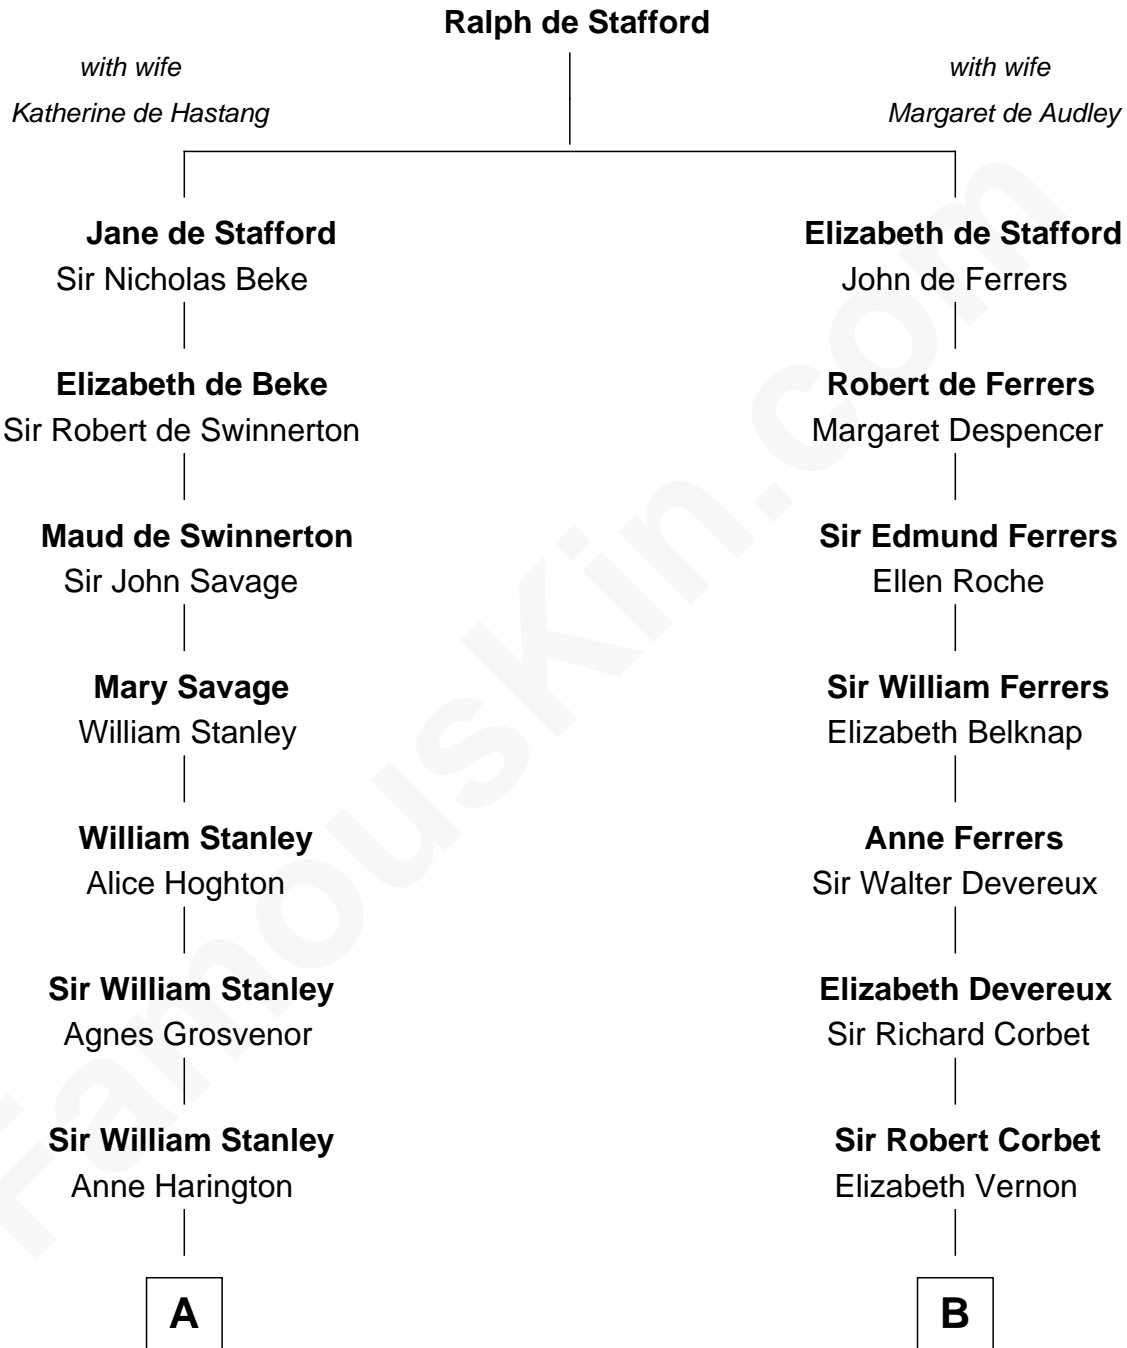 Ralph de Stafford
with wife
Katherine de Hastang
with wife
Margaret de Audley
Jane de Stafford
Sir Nicholas Beke
Elizabeth de Stafford
John de Ferrers
Elizabeth de Beke
Sir Robert de Swinnerton
Robert de Ferrers
Margaret Despencer
Maud de Swinnerton
Sir John Savage
Sir Edmund Ferrers
Ellen Roche
Mary Savage
William Stanley
Sir William Ferrers
Elizabeth Belknap
William Stanley
Alice Hoghton
Anne Ferrers
Sir Walter Devereux
Sir William Stanley
Agnes Grosvenor
Elizabeth Devereux
Sir Richard Corbet
Sir William Stanley
Anne Harington
Sir Robert Corbet
Elizabeth Vernon
A
B
FamousKin.com